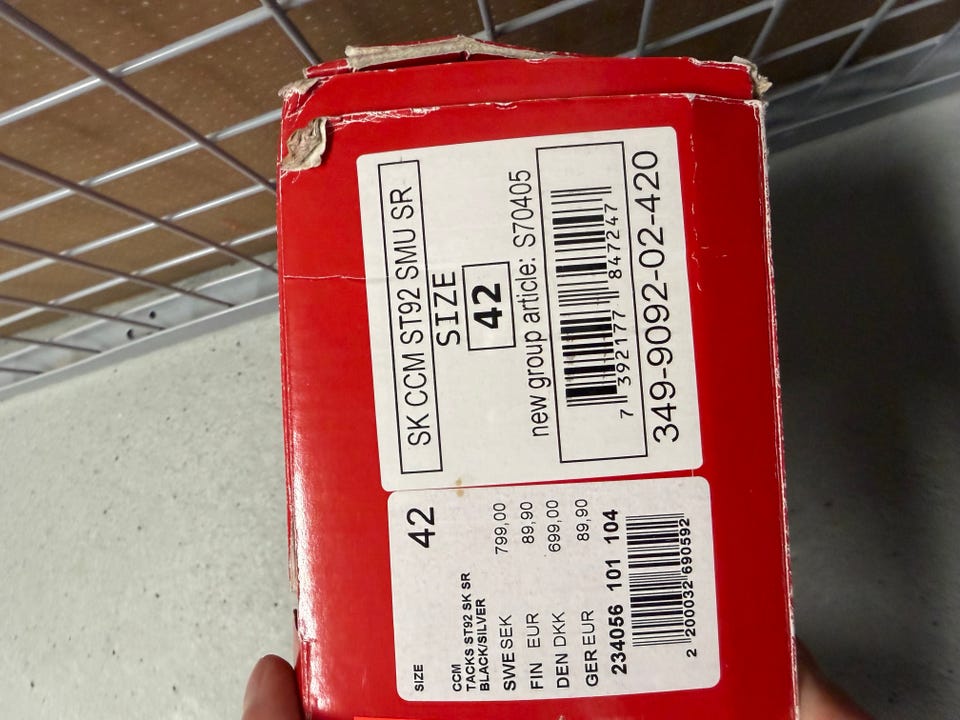 SK CCM ST92 SMU SR
SIZE
42
new group article: S70405
7 392177 847247
349-9092-02-420
SIZE 42
CCM
TACKS ST92 SK SR
BLACK/SILVER
SWE SEK 799,00
FIN EUR 89,90
DEN DKK 699,00
GER EUR 89,90
234056 101 104
2 200032 690592